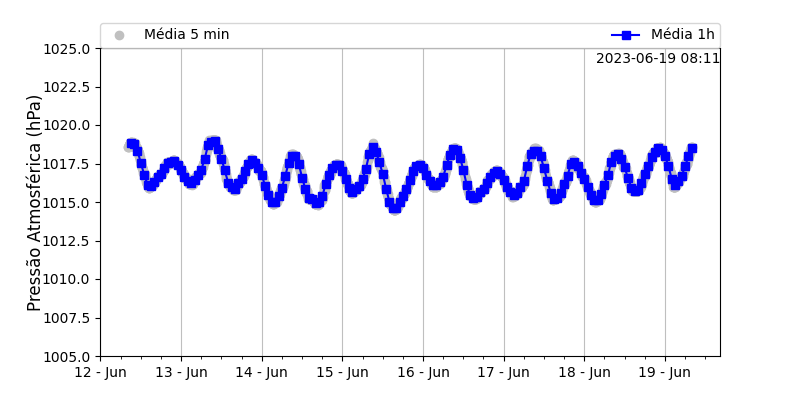 Média 5 min
Média 1h
2023-06-19 08:11
Pressão Atmosférica (hPa)
1025.0
1022.5
1020.0
1017.5
1015.0
1012.5
1010.0
1007.5
1005.0
12 - Jun
13 - Jun
14 - Jun
15 - Jun
16 - Jun
17 - Jun
18 - Jun
19 - Jun